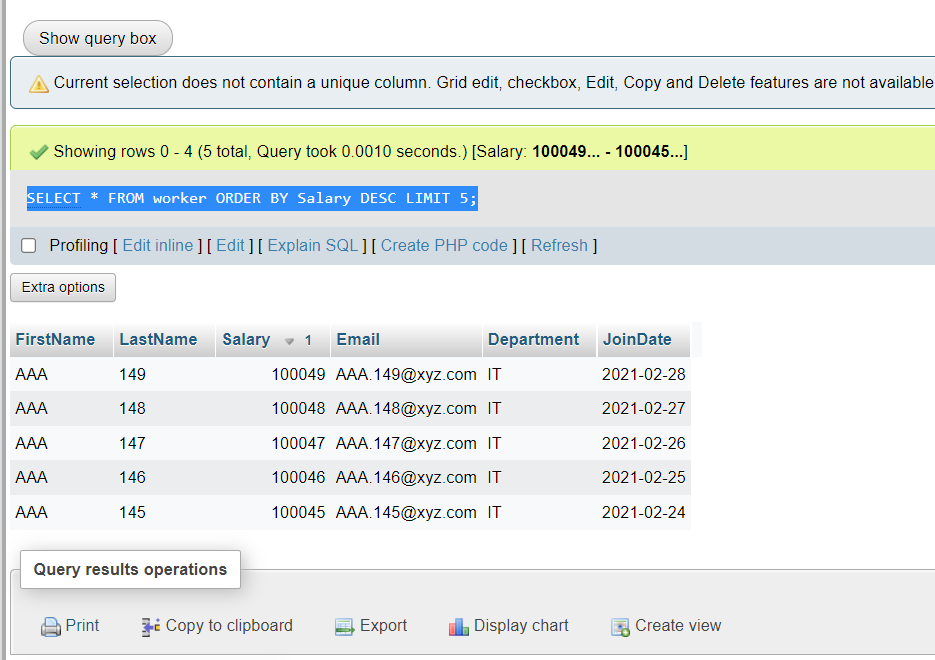 Show query box
Current selection does not contain a unique column. Grid edit, checkbox, Edit, Copy and Delete features are not available
Showing rows 0 - 4 (5 total, Query took 0.0010 seconds.) [Salary: 100049... - 100045...]
SELECT * FROM worker ORDER BY Salary DESC LIMIT 5;
Profiling [ Edit inline ] [ Edit ] [ Explain SQL ] [ Create PHP code ] [ Refresh ]
Extra options
FirstName LastName Salary 1 Email Department JoinDate
AAA 149 100049 AAA.149@xyz.com IT 2021-02-28
AAA 148 100048 AAA.148@xyz.com IT 2021-02-27
AAA 147 100047 AAA.147@xyz.com IT 2021-02-26
AAA 146 100046 AAA.146@xyz.com IT 2021-02-25
AAA 145 100045 AAA.145@xyz.com IT 2021-02-24
Query results operations
Print Copy to clipboard Export Display chart Create view